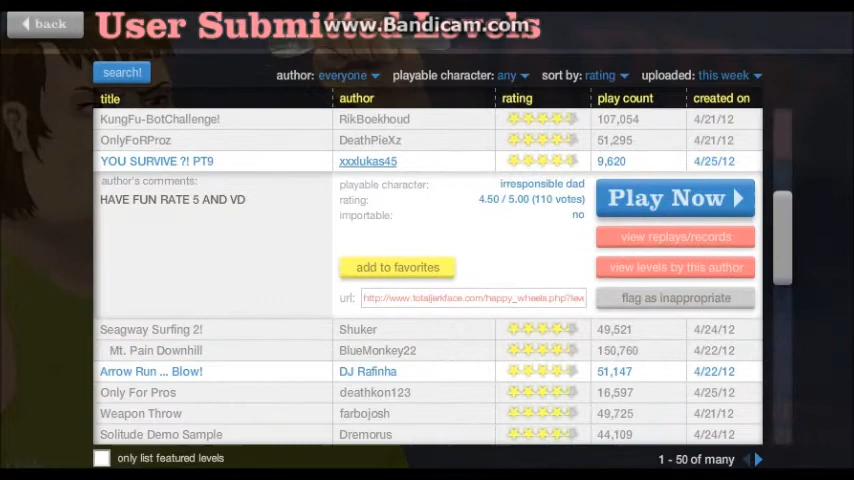 back
User Submitted Levels
www.Bandicam.com
search!
author: everyone
playable character: any
sort by: rating
uploaded: this week
title author rating play count created on
KungFu-BotChallenge! RikBoekhoud 107,054 4/21/12
OnlyFoRProz DeathPieXz 51,295 4/21/12
YOU SURVIVE ?! PT9 xxxlukas45 9,620 4/25/12
author's comments:
HAVE FUN RATE 5 AND VD
playable character: irresponsible dad
rating: 4.50 / 5.00 (110 votes)
importable: no
add to favorites
url: http://www.totaljerkface.com/happy_wheels.php?leve
Play Now
view replays/records
view levels by this author
flag as inappropriate
Seagway Surfing 2! Shuker 49,521 4/24/12
Mt. Pain Downhill BlueMonkey22 150,760 4/22/12
Arrow Run ... Blow! DJ Rafinha 51,147 4/22/12
Only For Pros deathkon123 16,597 4/25/12
Weapon Throw farbojosh 49,725 4/21/12
Solitude Demo Sample Dremorus 44,109 4/24/12
only list featured levels
1 - 50 of many